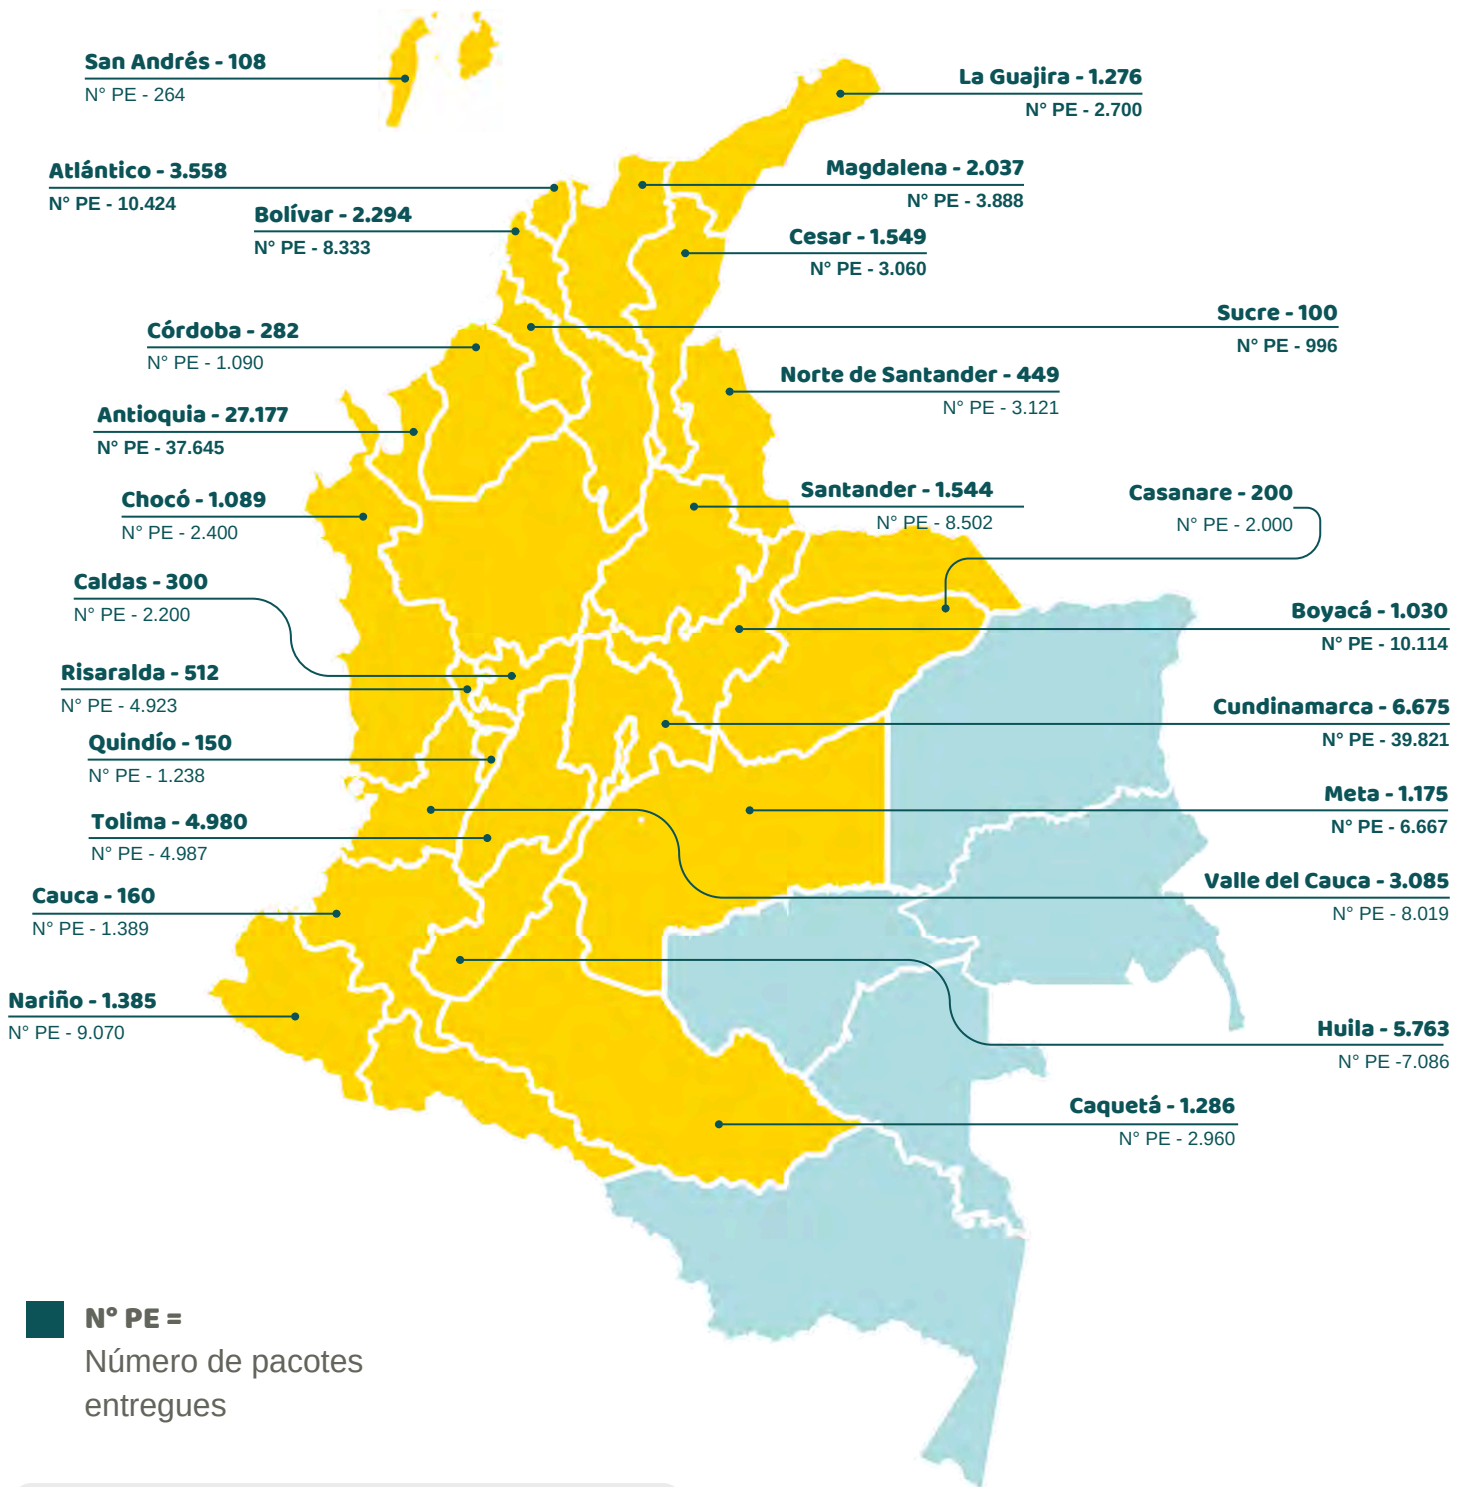 San Andrés - 108
N° PE - 264
La Guajira - 1.276
N° PE - 2.700
Atlántico - 3.558
N° PE - 10.424
Magdalena - 2.037
N° PE - 3.888
Bolívar - 2.294
N° PE - 8.333
Cesar - 1.549
N° PE - 3.060
Sucre - 100
N° PE - 996
Córdoba - 282
N° PE - 1.090
Norte de Santander - 449
N° PE - 3.121
Antioquia - 27.177
N° PE - 37.645
Santander - 1.544
N° PE - 8.502
Casanare - 200
N° PE - 2.000
Chocó - 1.089
N° PE - 2.400
Caldas - 300
N° PE - 2.200
Boyacá - 1.030
N° PE - 10.114
Risaralda - 512
N° PE - 4.923
Cundinamarca - 6.675
N° PE - 39.821
Quindío - 150
N° PE - 1.238
Meta - 1.175
N° PE - 6.667
Tolima - 4.980
N° PE - 4.987
Valle del Cauca - 3.085
N° PE - 8.019
Cauca - 160
N° PE - 1.389
Nariño - 1.385
N° PE - 9.070
Huila - 5.763
N° PE -7.086
Caquetá - 1.286
N° PE - 2.960
N° PE =
Número de pacotes
entregues